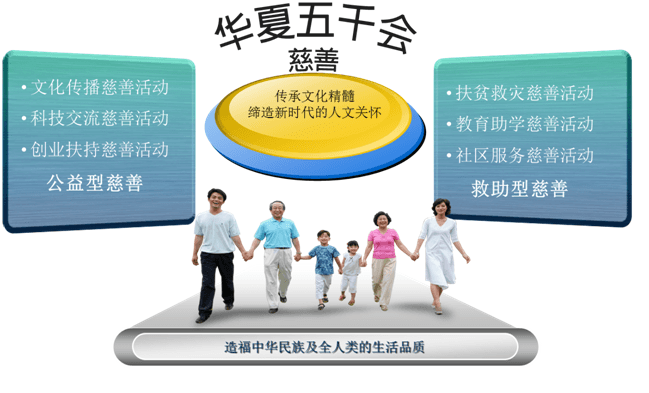 华夏五千会
慈善
传承文化精髓
缔造新时代的人文关怀
• 文化传播慈善活动
• 科技交流慈善活动
• 创业扶持慈善活动
公益型慈善
• 扶贫救灾慈善活动
• 教育助学慈善活动
• 社区服务慈善活动
救助型慈善
造福中华民族及全人类的生活品质